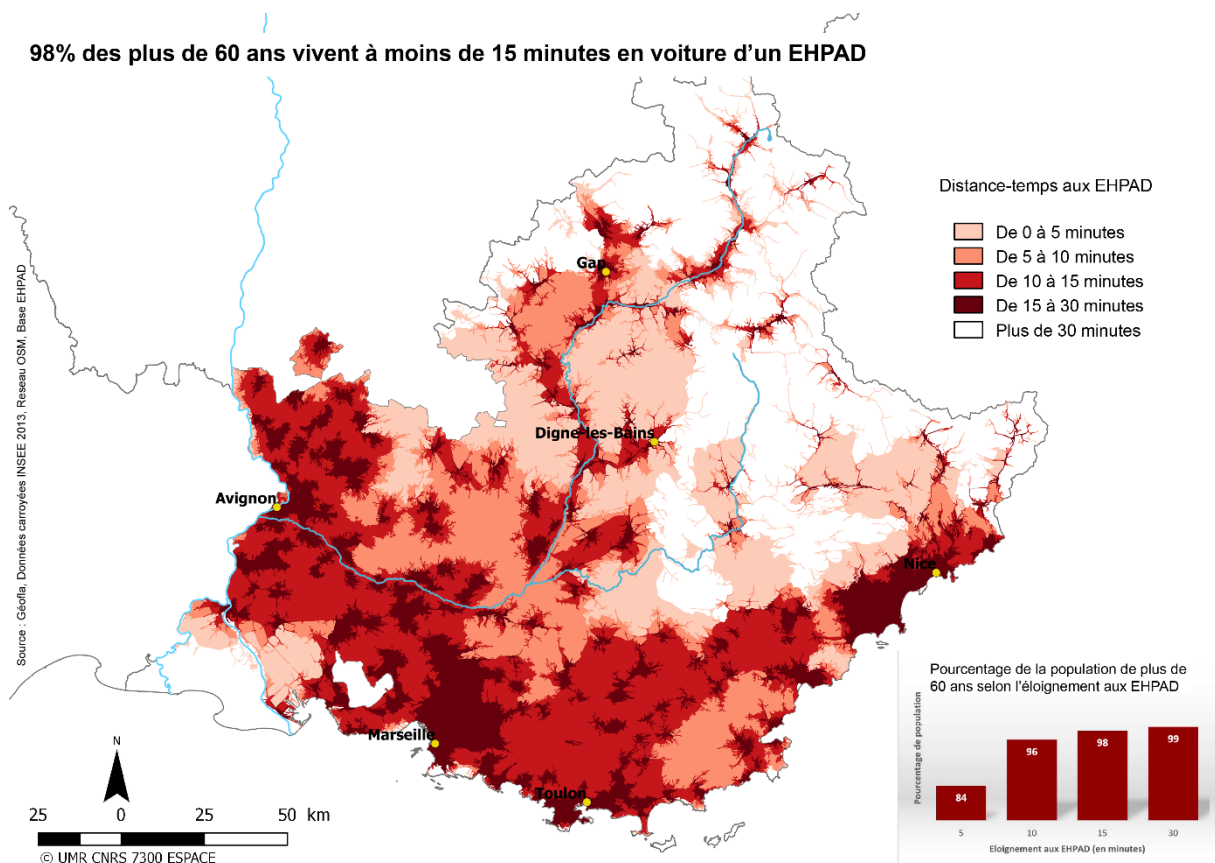 98% des plus de 60 ans vivent à moins de 15 minutes en voiture d'un EHPAD
Distance-temps aux EHPAD
De 0 à 5 minutes
De 5 à 10 minutes
De 10 à 15 minutes
De 15 à 30 minutes
Plus de 30 minutes
Gap
Digne-les-Bains
Avignon
Nice
Marseille
Toulon
Source : Géofla, Données carroyées INSEE 2013, Reseau OSM, Base EHPAD
N
25 0 25 50 km
© UMR CNRS 7300 ESPACE
Pourcentage de la population de plus de
60 ans selon l'éloignement aux EHPAD
Pourcentage de population
84
96
98
99
5 10 15 30
Eloignement aux EHPAD (en minutes)